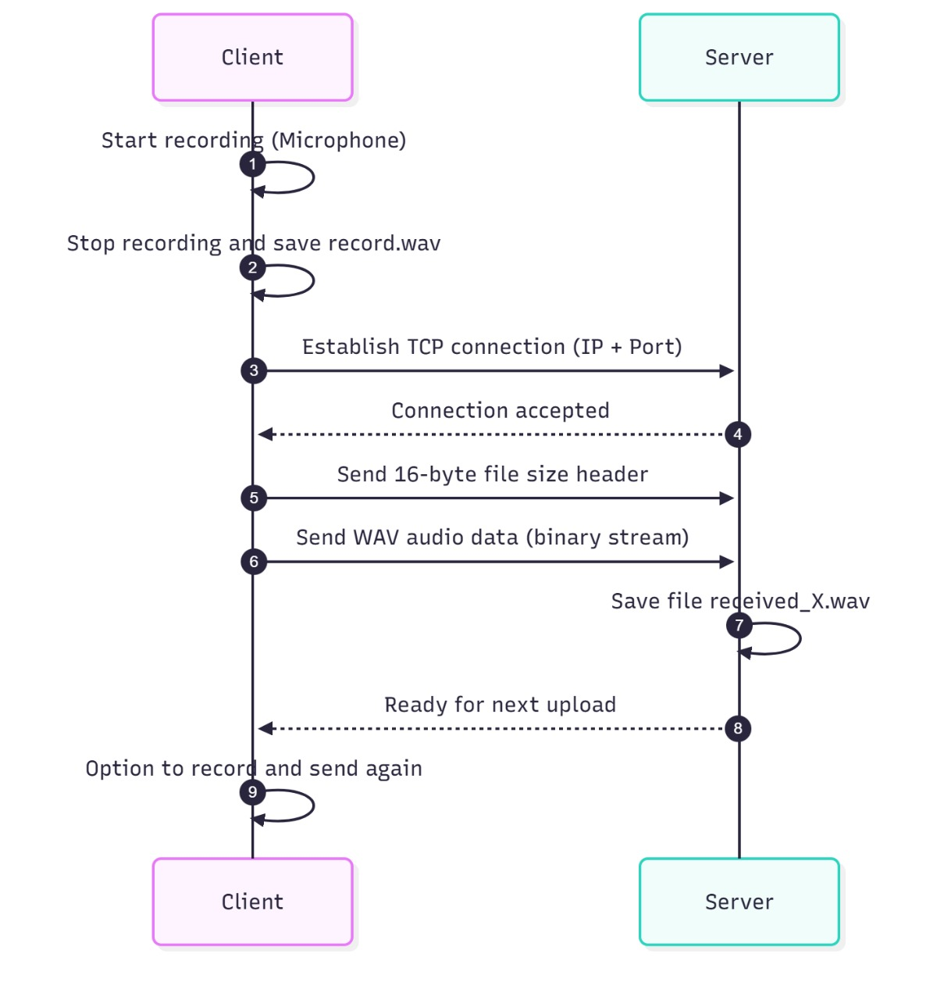 Client
Server
Start recording (Microphone)
1
Stop recording and save record.wav
2
Establish TCP connection (IP + Port)
3
Connection accepted
4
Send 16-byte file size header
5
Send WAV audio data (binary stream)
6
Save file received_X.wav
7
Ready for next upload
8
Option to record and send again
9
Client
Server